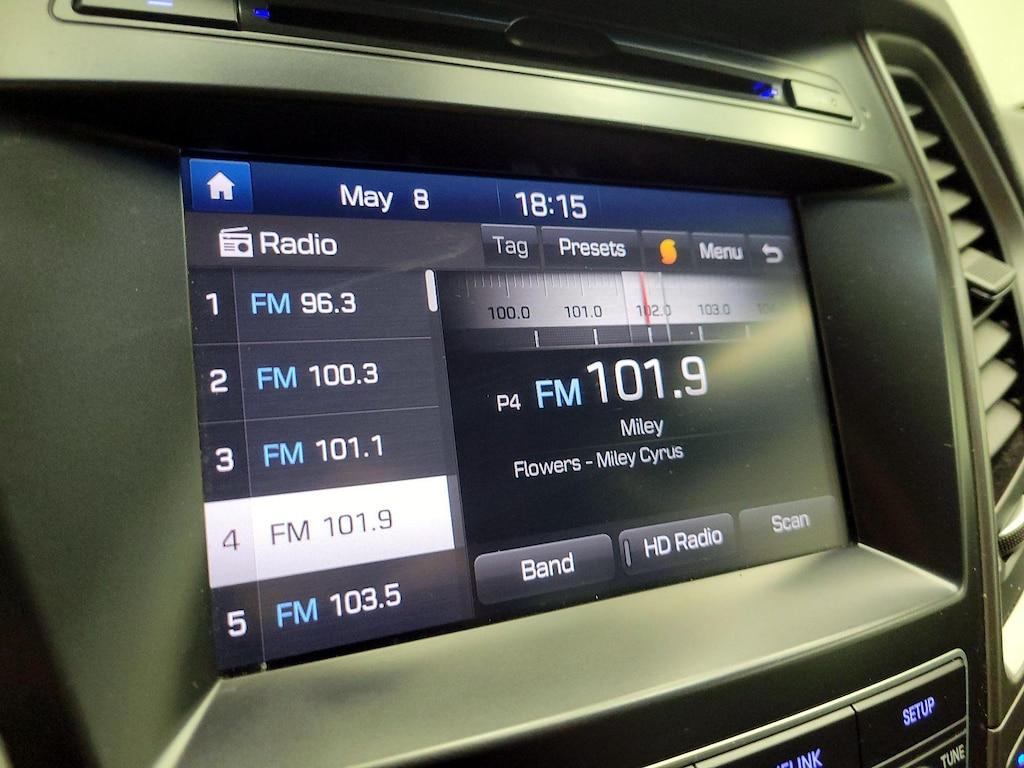 May 8 18:15
Radio Tag Presets Menu
1 FM 96.3
2 FM 100.3
3 FM 101.1
4 FM 101.9
5 FM 103.5
100.0 101.0 102.0 103.0
P4 FM 101.9
Miley
Flowers - Miley Cyrus
Band HD Radio Scan
SETUP
TUNE